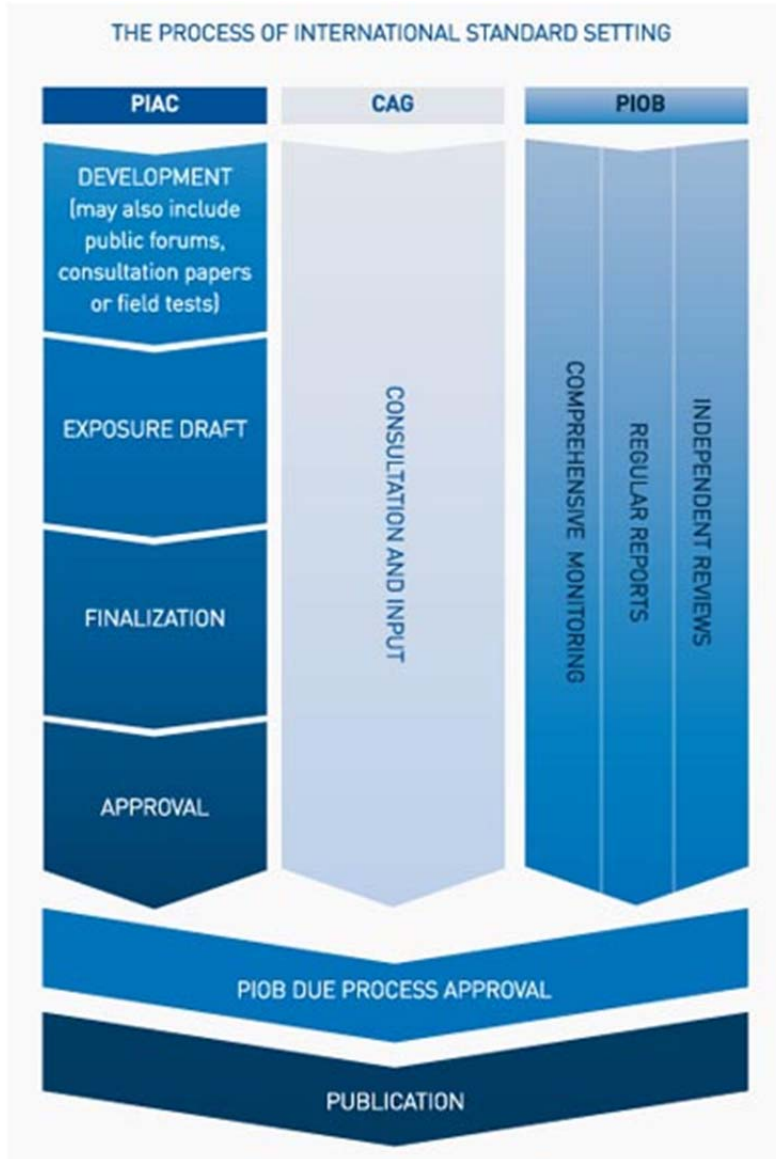 THE PROCESS OF INTERNATIONAL STANDARD SETTING
PIAC
CAG
PIOB
DEVELOPMENT
(may also include
public forums,
consultation papers
or field tests)
EXPOSURE DRAFT
FINALIZATION
APPROVAL
CONSULTATION AND INPUT
COMPREHENSIVE MONITORING
REGULAR REPORTS
INDEPENDENT REVIEWS
PIOB DUE PROCESS APPROVAL
PUBLICATION